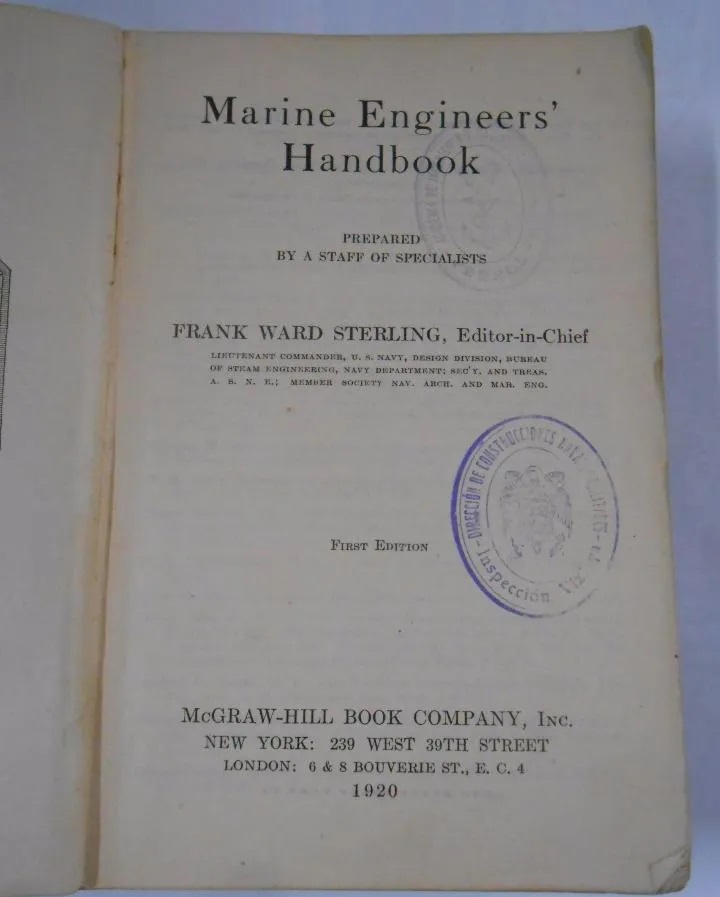 Marine Engineers'
Handbook
PREPARED
BY A STAFF OF SPECIALISTS
FRANK WARD STERLING, Editor-in-Chief
LIEUTENANT COMMANDER, U. S. NAVY, DESIGN DIVISION, BUREAU
OF STEAM ENGINEERING, NAVY DEPARTMENT; SEC'Y. AND TREAS.
A. S. N. E.; MEMBER SOCIETY NAV. ARCH. AND MAR. ENG.
DIRECCIÓN DE CONSTRUCCIONES
Inspección
First Edition
McGRAW-HILL BOOK COMPANY, Inc.
NEW YORK: 239 WEST 39TH STREET
LONDON: 6 & 8 BOUVERIE ST., E. C. 4
1920